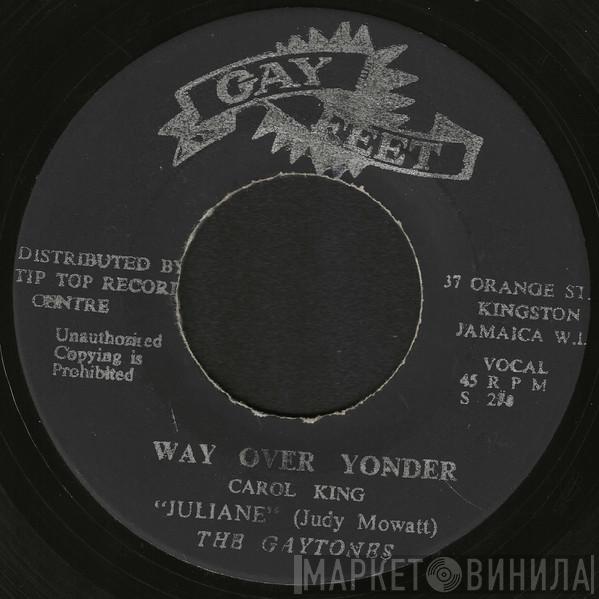 GAY
FEET
DISTRIBUTED BY
TIP TOP RECORD
CENTRE
Unauthorized
Copying is
Prohibited
37 ORANGE ST.
KINGSTON
JAMAICA W.I.
VOCAL
45 R P M
S
WAY OVER YONDER
CAROL KING
"JULIANE" (Judy Mowatt)
THE GAYTONES
МАРКЕТ ВИНИЛА